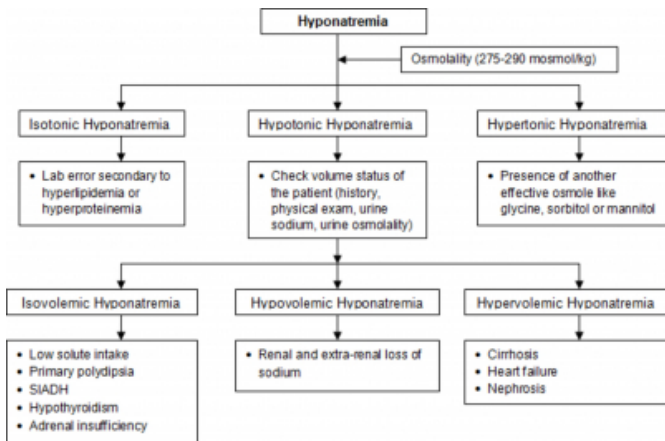 Hyponatremia
Osmolality (275-290 mosmol/kg)
Isotonic Hyponatremia
Hypotonic Hyponatremia
Hypertonic Hyponatremia
• Lab error secondary to
hyperlipidemia or
hyperproteinemia
• Check volume status of
the patient (history,
physical exam, urine
sodium, urine osmolality)
• Presence of another
effective osmole like
glycine, sorbitol or mannitol
Isovolemic Hyponatremia
Hypovolemic Hyponatremia
Hypervolemic Hyponatremia
• Low solute intake
• Primary polydipsia
• SIADH
• Hypothyroidism
• Adrenal insufficiency
• Renal and extra-renal loss of
sodium
• Cirrhosis
• Heart failure
• Nephrosis